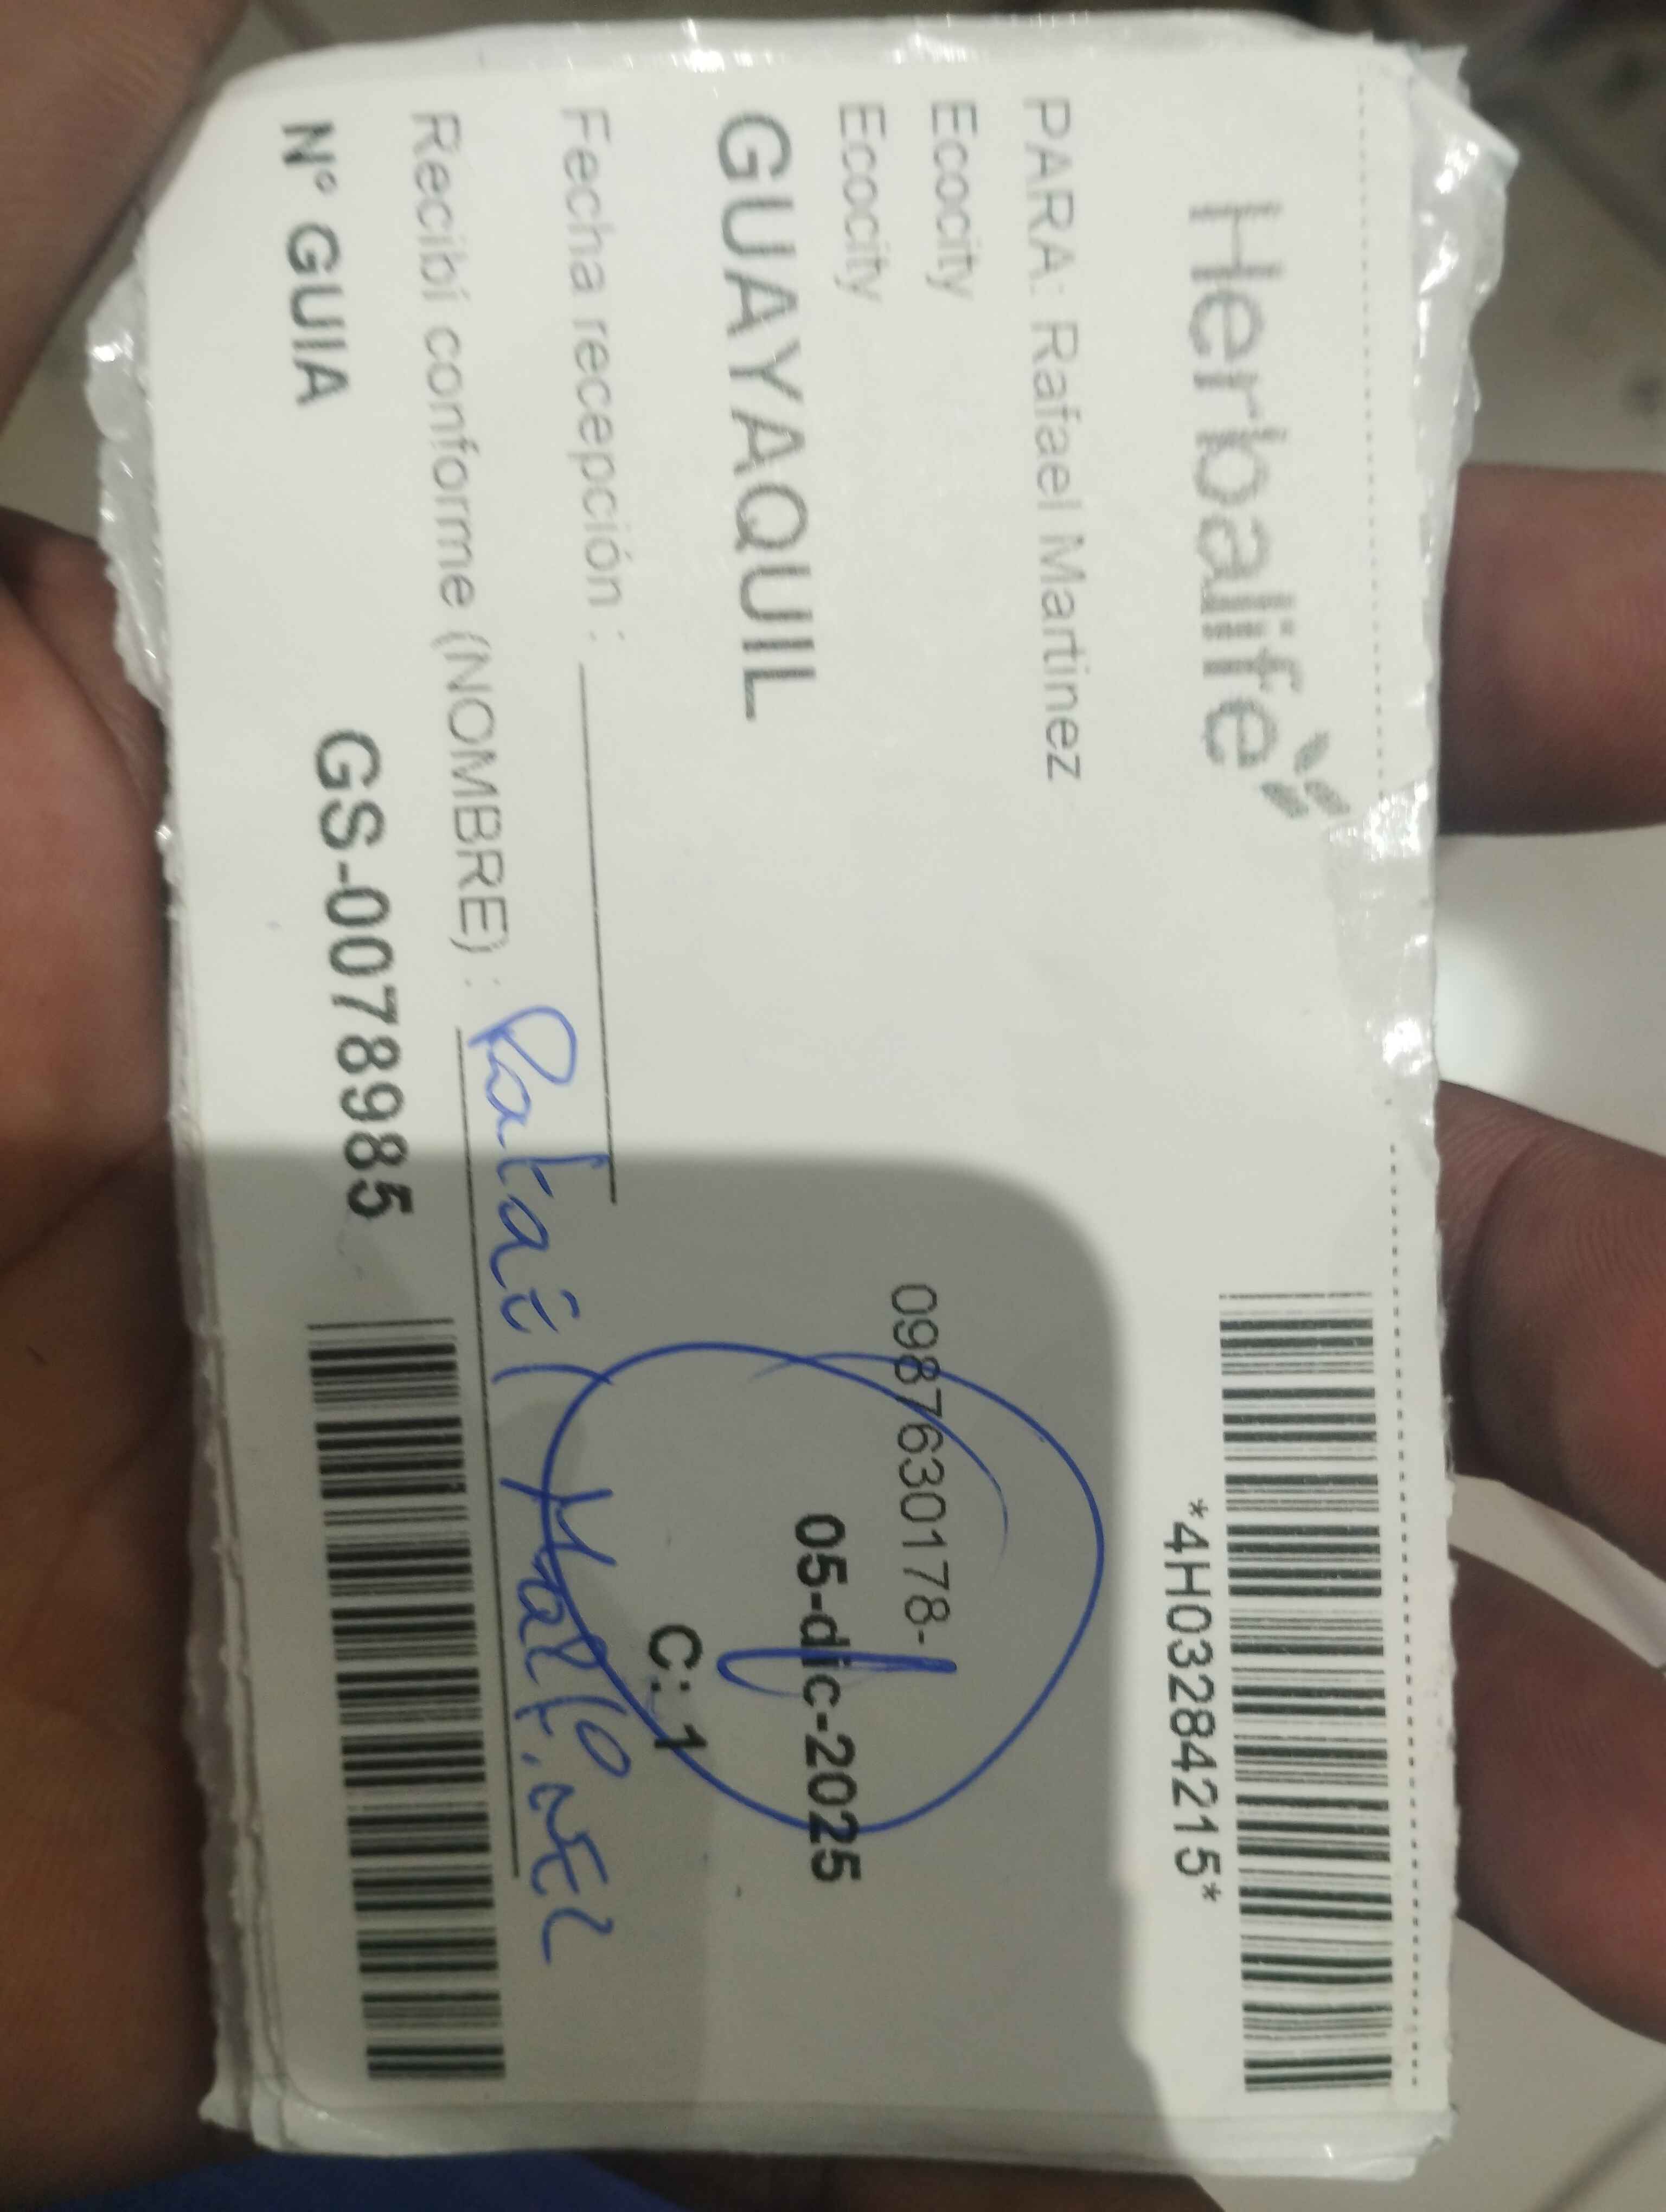 Herbalife
*4H03284215*
PARA: Rafael Martinez
Ecocity
0987630178-
Ecocity
05-dic-2025
GUAYAQUIL
C: 1
Fecha recepción :
Recibí conforme (NOMBRE) :
Nº GUIA GS-0078985